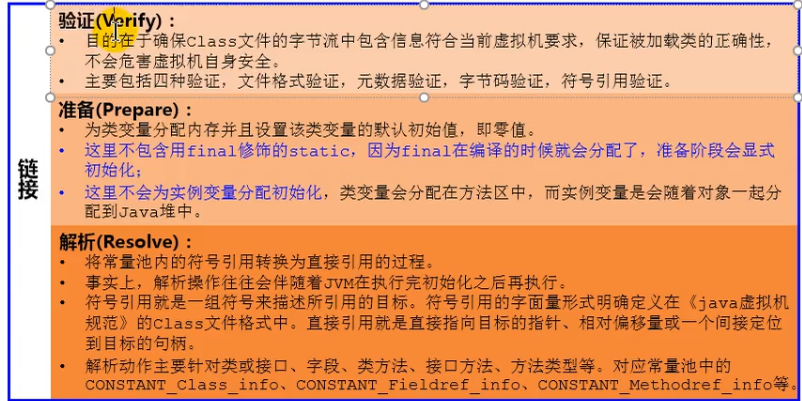 链接
验证(Verify)：
• 目的在于确保Class文件的字节流中包含信息符合当前虚拟机要求，保证被加载类的正确性，
不会危害虚拟机自身安全。
• 主要包括四种验证，文件格式验证，元数据验证，字节码验证，符号引用验证。
准备(Prepare)：
• 为类变量分配内存并且设置该类变量的默认初始值，即零值。
• 这里不包含用final修饰的static，因为final在编译的时候就会分配了，准备阶段会显式
初始化;
• 这里不会为实例变量分配初始化，类变量会分配在方法区中，而实例变量是会随着对象一起分
配到Java堆中。
解析(Resolve)：
• 将常量池内的符号引用转换为直接引用的过程。
• 事实上，解析操作往往会伴随着JVM在执行完初始化之后再执行。
• 符号引用就是一组符号来描述所引用的目标。符号引用的字面量形式明确定义在《java虚拟机
规范》的Class文件格式中。直接引用就是直接指向目标的指针、相对偏移量或一个间接定位
到目标的句柄。
• 解析动作主要针对类或接口、字段、类方法、接口方法、方法类型等。对应常量池中的
CONSTANT_Class_info、CONSTANT_Fieldref_info、CONSTANT_Methodref_info等。